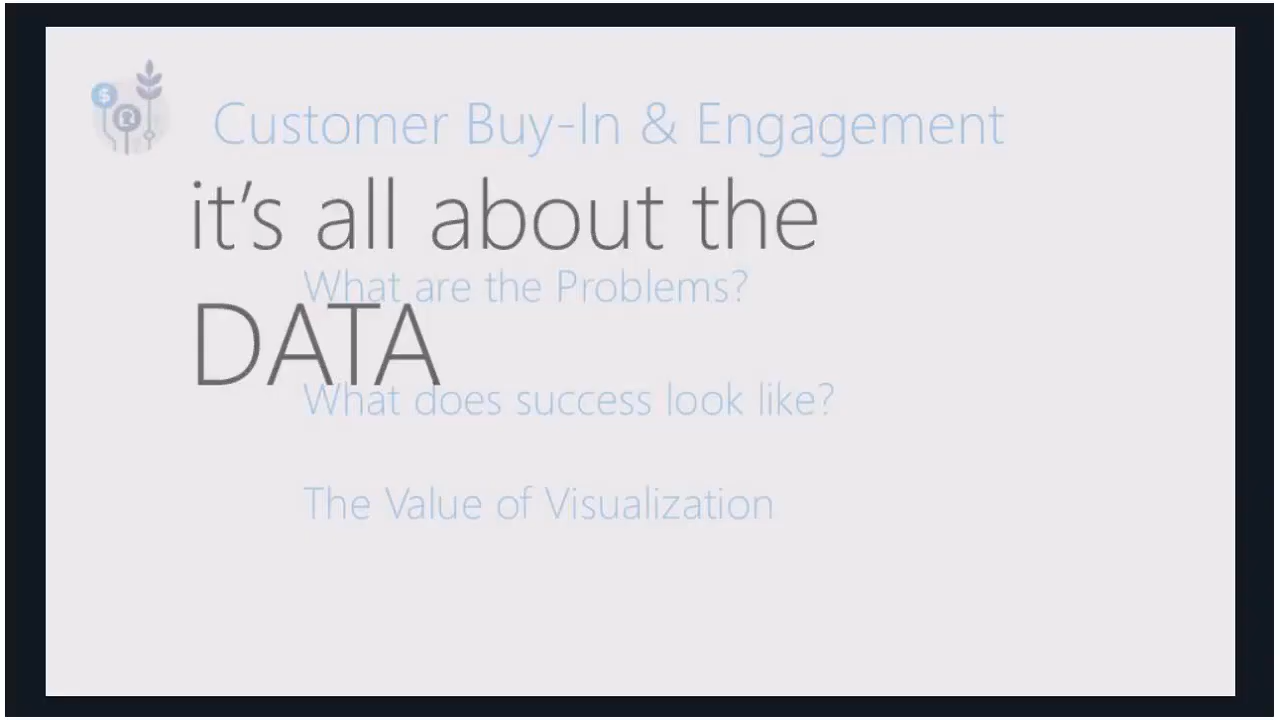 $
Customer Buy-In & Engagement
it's all about the
What are the Problems?
DATA
What does success look like?
The Value of Visualization